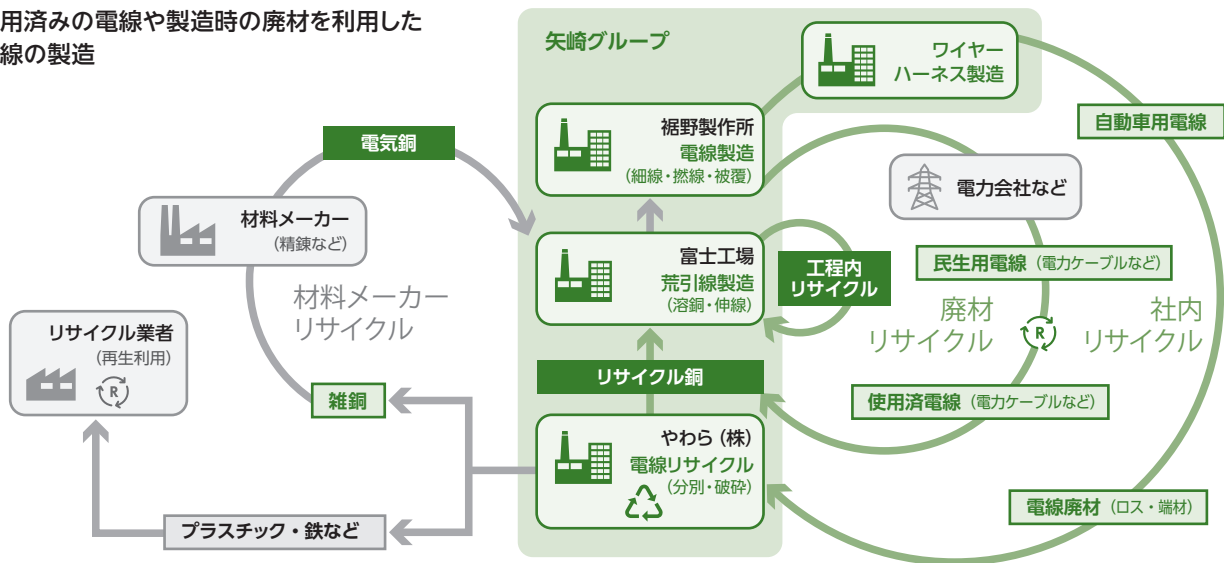 用済みの電線や製造時の廃材を利用した
線の製造
矢崎グループ
ワイヤー
ハーネス製造
自動車用電線
裾野製作所
電線製造
(細線・撚線・被覆)
電気銅
電力会社など
材料メーカー
(精錬など)
富士工場
荒引線製造
(溶銅・伸線)
工程内
リサイクル
民生用電線(電力ケーブルなど)
材料メーカー
リサイクル
廃材
リサイクル
R
社内
リサイクル
リサイクル業者
(再生利用)
R
リサイクル銅
雑銅
使用済電線(電力ケーブルなど)
やわら(株)
電線リサイクル
(分別・破砕)
電線廃材(ロス・端材)
プラスチック・鉄など